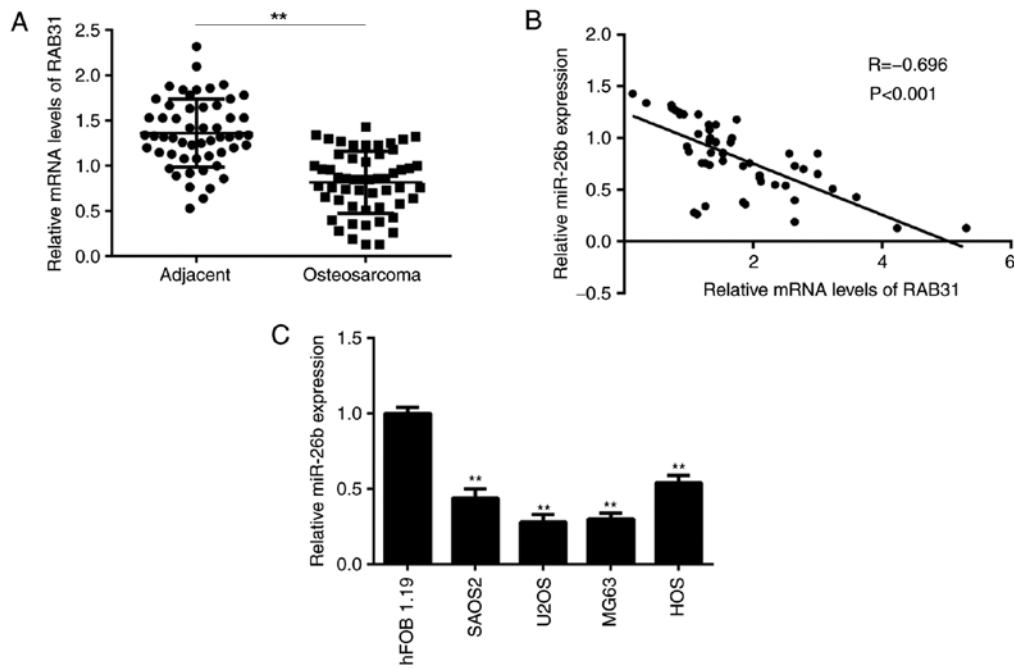 A
**
Relative mRNA levels of RAB31
2.5
2.0
1.5
1.0
0.5
0.0
Adjacent
Osteosarcoma
B
R=−0.696
P<0.001
Relative miR-26b expression
2.0
1.5
1.0
0.5
0.0
−0.5
2
4
6
Relative mRNA levels of RAB31
C
Relative miR-26b expression
1.5
1.0
0.5
0.0
**
**
**
**
hFOB 1.19
SAOS2
U2OS
MG63
HOS